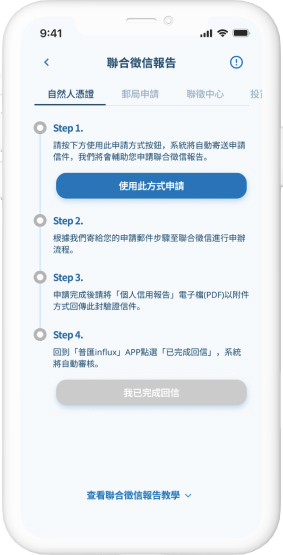 9:41
聯合徵信報告
自然人憑證 郵局申請 聯徵中心
Step 1.
請按下方使用此申請方式按鈕，系統將自動寄送申請
信件，我們將會輔助您申請聯合徵信報告。
使用此方式申請
Step 2.
根據我們寄給您的申請郵件步驟至聯合徵信進行申辦
流程。
Step 3.
申請完成後請將「個人信用報告」電子檔(PDF)以附件
方式回傳此封驗證信件。
Step 4.
回到「普匯influx」APP點選「已完成回信」，系統
將自動審核。
我已完成回信
查看聯合徵信報告教學